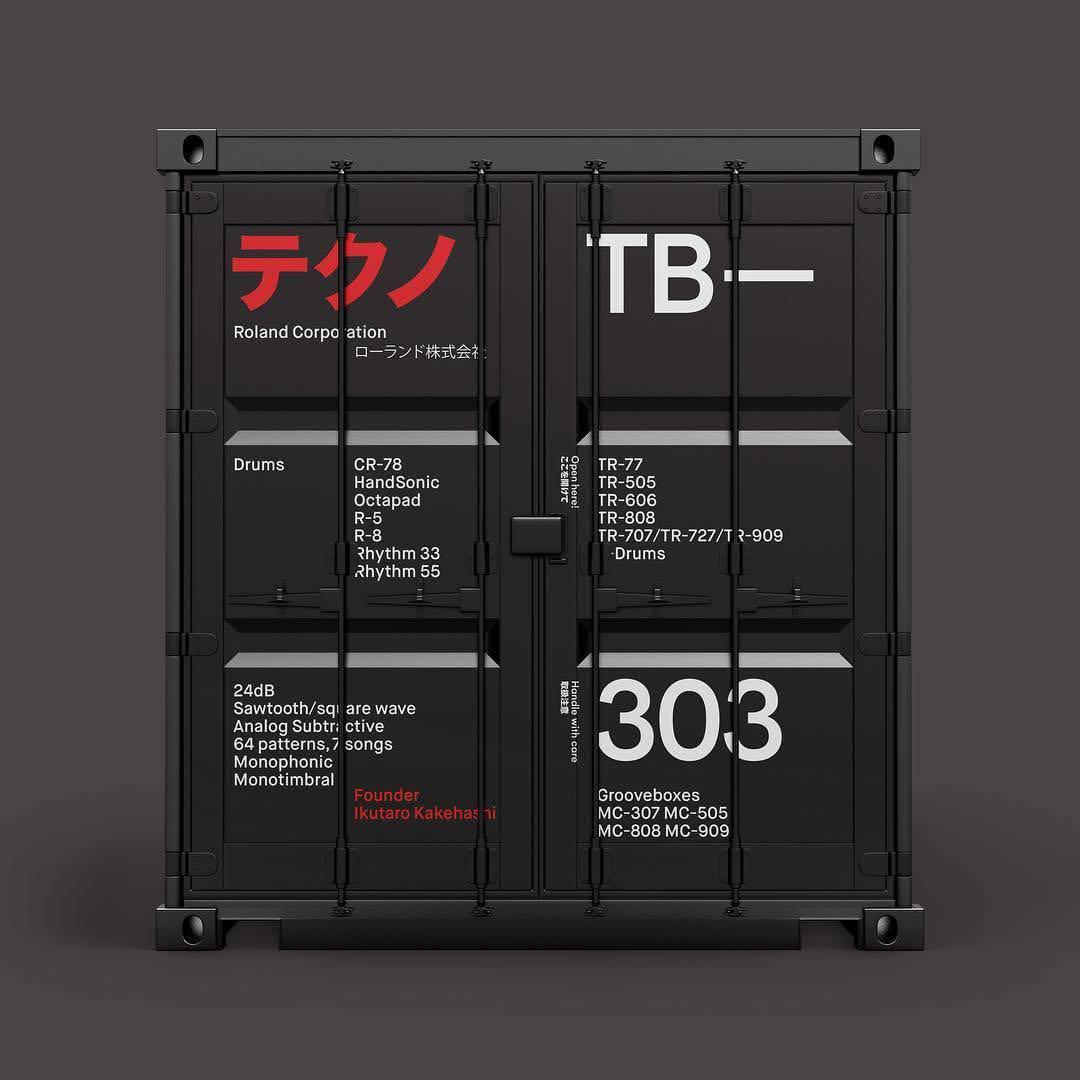 テクノ
Roland Corporation
ローランド株式会社
TB—
Drums
CR-78
HandSonic
Octapad
R-5
R-8
Rhythm 33
Rhythm 55
Open here!
ここを開けて
TR-77
TR-505
TR-606
TR-808
TR-707/TR-727/TR-909
-Drums
24dB
Sawtooth/square wave
Analog Subtractive
64 patterns, 7 songs
Monophonic
Monotimbral
Founder
Ikutaro Kakehashi
Handle with care
取扱注意
303
Grooveboxes
MC-307 MC-505
MC-808 MC-909